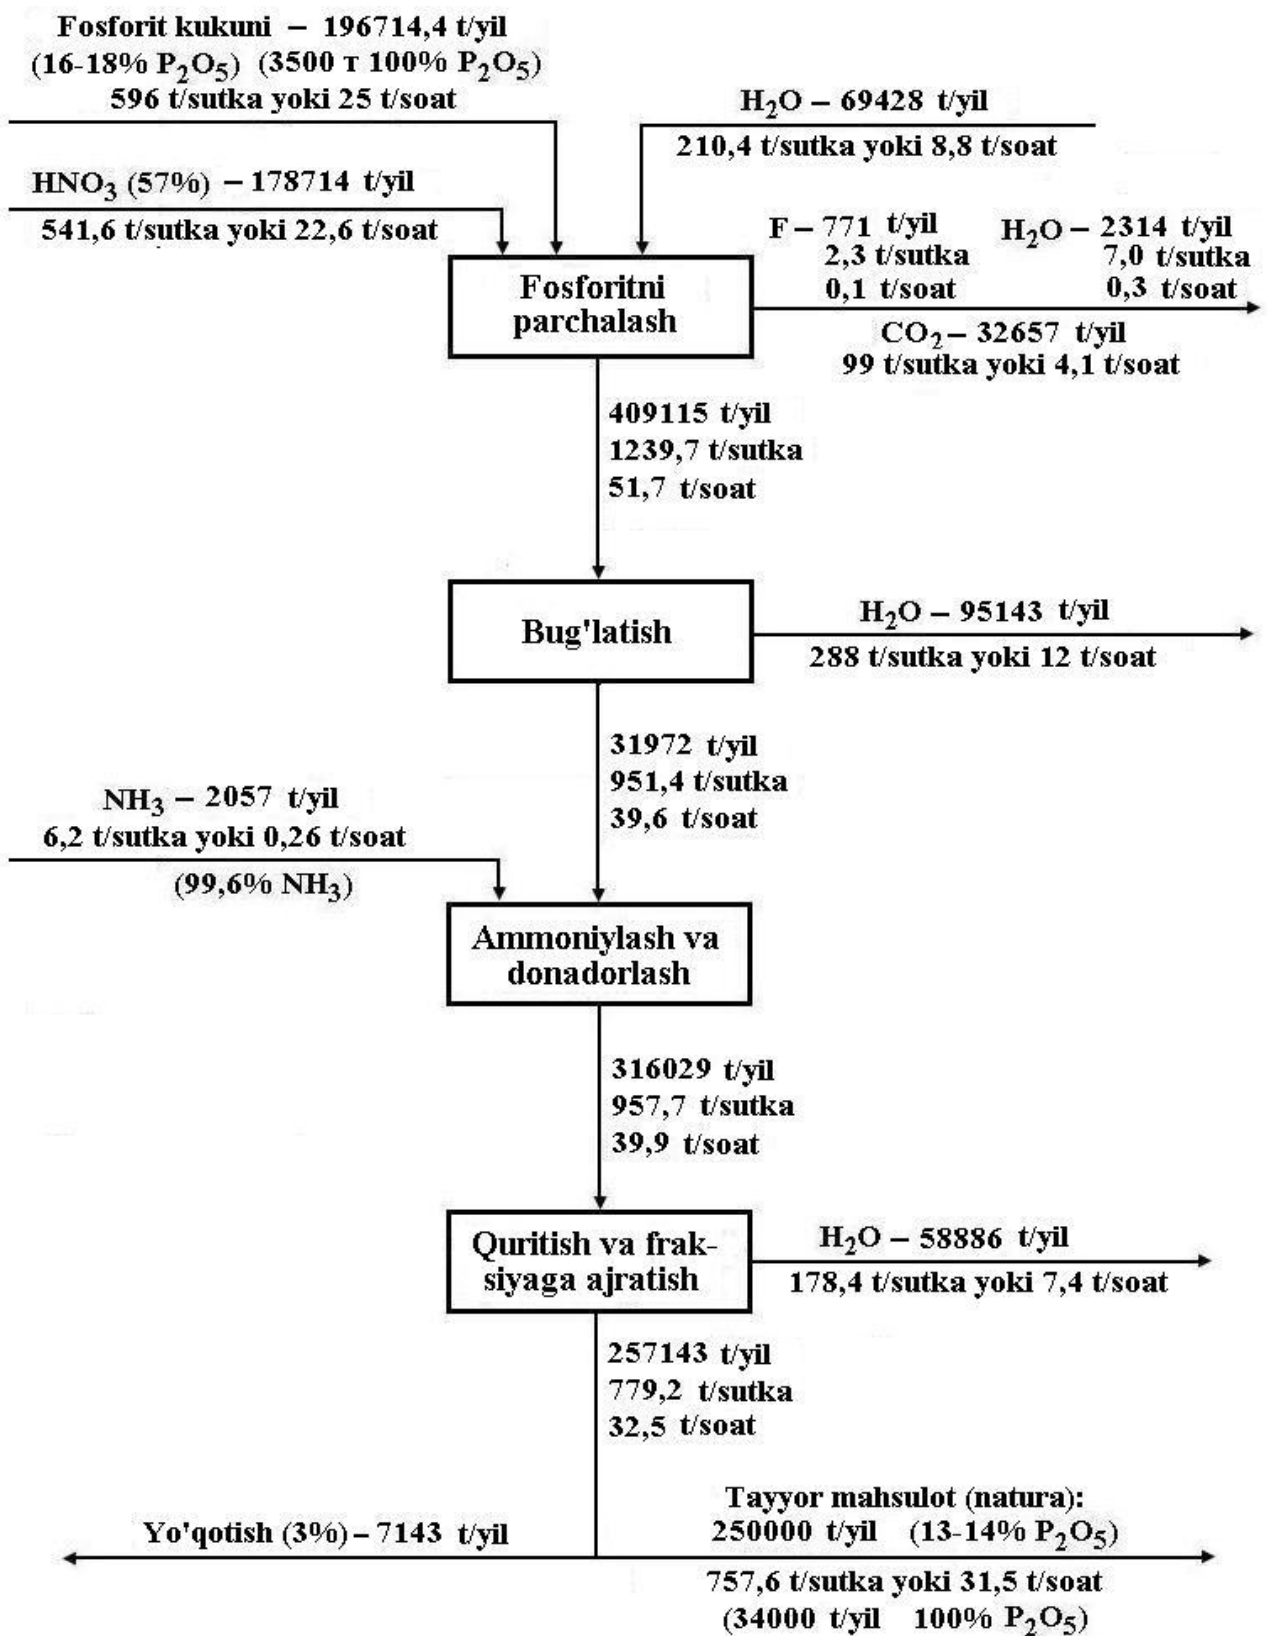 Fosforit kukuni – 196714,4 t/yil
(16-18% P₂O₅) (3500 т 100% P₂O₅)
596 t/sutka yoki 25 t/soat
H₂O – 69428 t/yil
210,4 t/sutka yoki 8,8 t/soat
HNO₃ (57%) – 178714 t/yil
541,6 t/sutka yoki 22,6 t/soat
F – 771 t/yil
2,3 t/sutka
0,1 t/soat
H₂O – 2314 t/yil
7,0 t/sutka
0,3 t/soat
Fosforitni
parchalash
CO₂ – 32657 t/yil
99 t/sutka yoki 4,1 t/soat
409115 t/yil
1239,7 t/sutka
51,7 t/soat
Bug'latish
H₂O – 95143 t/yil
288 t/sutka yoki 12 t/soat
31972 t/yil
951,4 t/sutka
39,6 t/soat
NH₃ – 2057 t/yil
6,2 t/sutka yoki 0,26 t/soat
(99,6% NH₃)
Ammoniylash va
donadorlash
316029 t/yil
957,7 t/sutka
39,9 t/soat
Quritish va frak-
siyaga ajratish
H₂O – 58886 t/yil
178,4 t/sutka yoki 7,4 t/soat
257143 t/yil
779,2 t/sutka
32,5 t/soat
Yo'qotish (3%) – 7143 t/yil
Tayyor mahsulot (natura):
250000 t/yil (13-14% P₂O₅)
757,6 t/sutka yoki 31,5 t/soat
(34000 t/yil 100% P₂O₅)